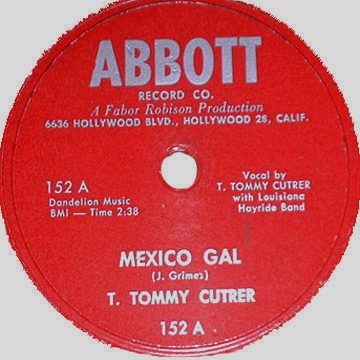 ABBOTT
RECORD CO.
A Fabor Robison Production
6636 HOLLYWOOD BLVD., HOLLYWOOD 28, CALIF.
152 A
Dandelion Music
BMI — Time 2:38
Vocal by
T. TOMMY CUTRER
with Louisiana
Hayride Band
MEXICO GAL
(J. Grimes)
T. TOMMY CUTRER
152 A